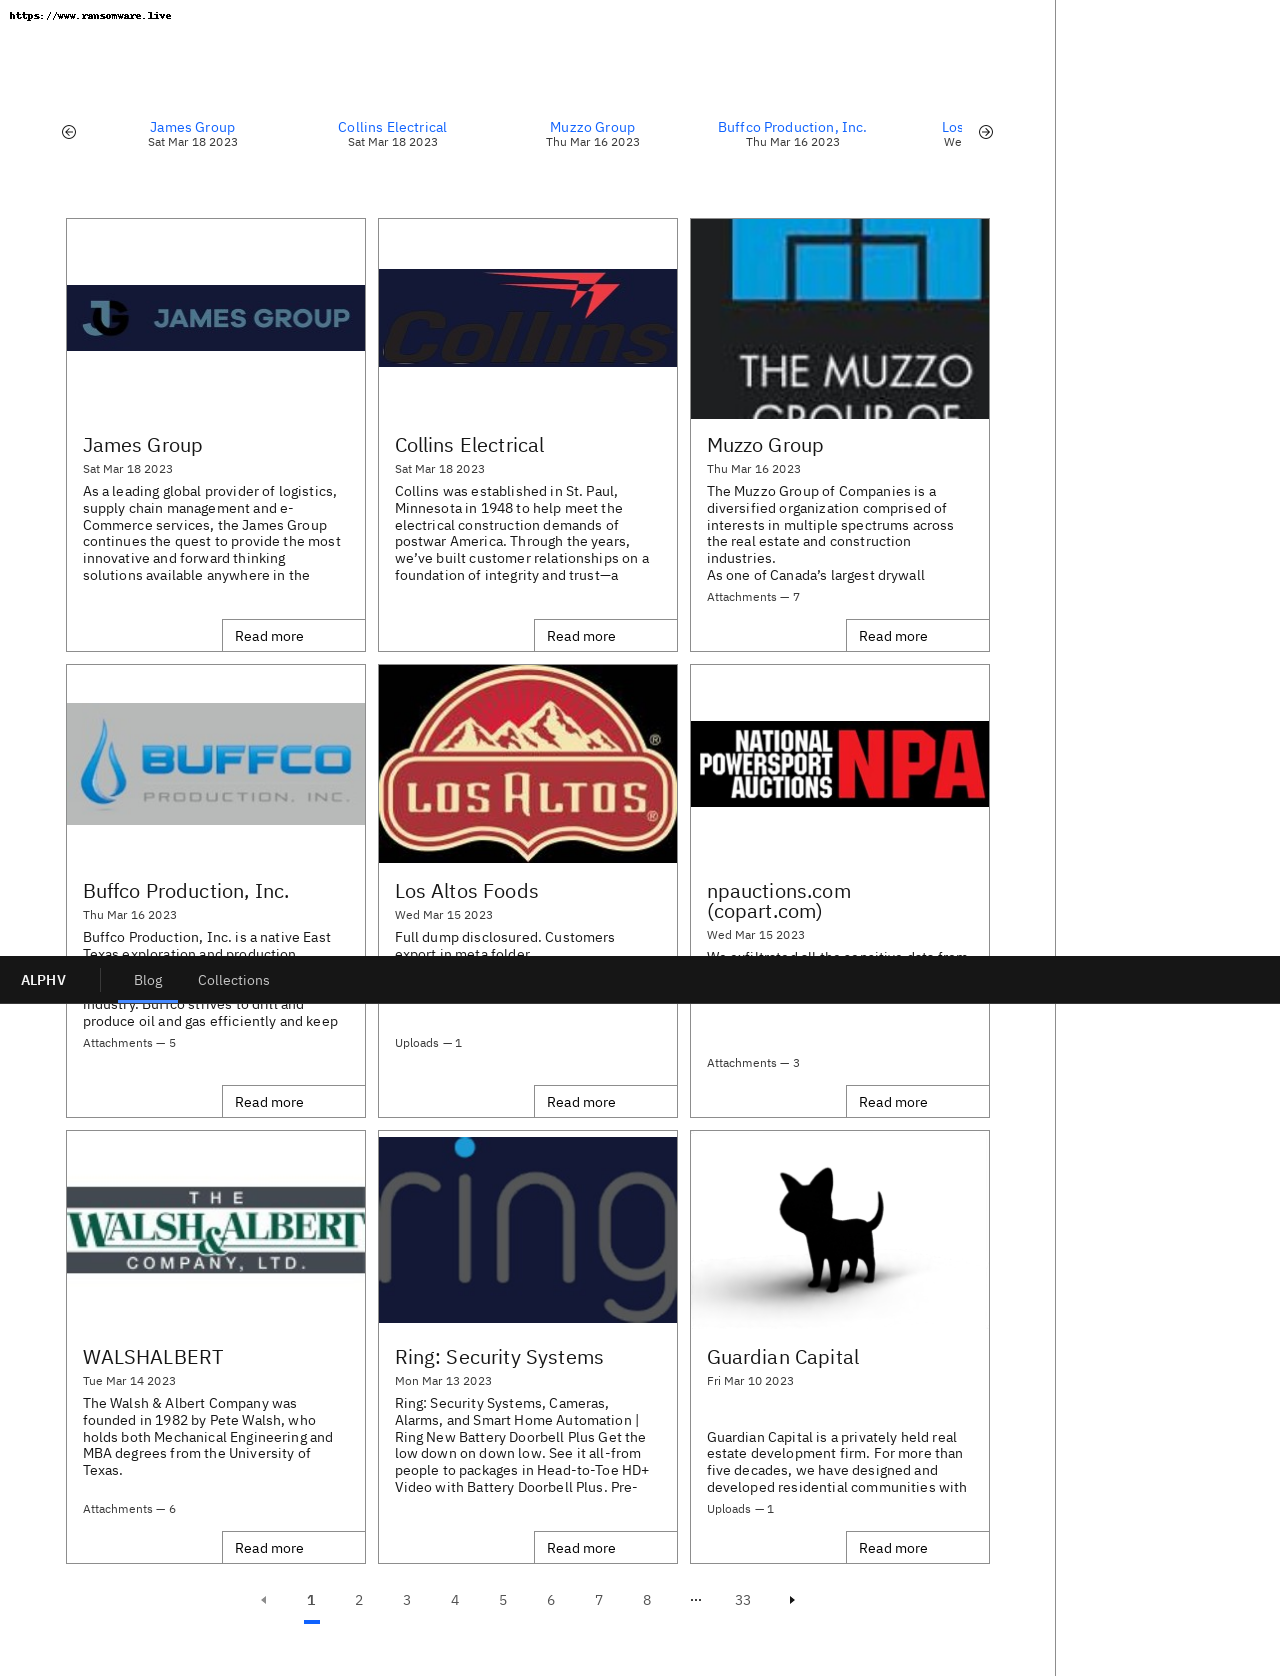 https://www.ransomware.live
James Group
Sat Mar 18 2023
Collins Electrical
Sat Mar 18 2023
Muzzo Group
Thu Mar 16 2023
Buffco Production, Inc.
Thu Mar 16 2023
Los
We
JAMES GROUP
James Group
Sat Mar 18 2023
As a leading global provider of logistics,
supply chain management and e-
Commerce services, the James Group
continues the quest to provide the most
innovative and forward thinking
solutions available anywhere in the
Read more
Collins
Collins Electrical
Sat Mar 18 2023
Collins was established in St. Paul,
Minnesota in 1948 to help meet the
electrical construction demands of
postwar America. Through the years,
we’ve built customer relationships on a
foundation of integrity and trust—a
Read more
THE MUZZO
GROUP OF
Muzzo Group
Thu Mar 16 2023
The Muzzo Group of Companies is a
diversified organization comprised of
interests in multiple spectrums across
the real estate and construction
industries.
As one of Canada’s largest drywall
Attachments — 7
Read more
BUFFCO
PRODUCTION, INC.
Buffco Production, Inc.
Thu Mar 16 2023
Buffco Production, Inc. is a native East
Texas exploration and production
industry. Buffco strives to drill and
produce oil and gas efficiently and keep
Attachments — 5
Read more
LOS ALTOS
®
®
Los Altos Foods
Wed Mar 15 2023
Full dump disclosured. Customers
export in meta folder
Uploads — 1
Read more
NATIONAL
POWERSPORT
AUCTIONS
NPA
npauctions.com
(copart.com)
Wed Mar 15 2023
We exfiltrated all the sensitive data from
Attachments — 3
Read more
ALPHV
Blog
Collections
THE
WALSH & ALBERT
COMPANY, LTD.
WALSHALBERT
Tue Mar 14 2023
The Walsh & Albert Company was
founded in 1982 by Pete Walsh, who
holds both Mechanical Engineering and
MBA degrees from the University of
Texas.
Attachments — 6
Read more
ring
Ring: Security Systems
Mon Mar 13 2023
Ring: Security Systems, Cameras,
Alarms, and Smart Home Automation |
Ring New Battery Doorbell Plus Get the
low down on down low. See it all-from
people to packages in Head-to-Toe HD+
Video with Battery Doorbell Plus. Pre-
Read more
Guardian Capital
Fri Mar 10 2023
Guardian Capital is a privately held real
estate development firm. For more than
five decades, we have designed and
developed residential communities with
Uploads — 1
Read more
1 2 3 4 5 6 7 8 ... 33